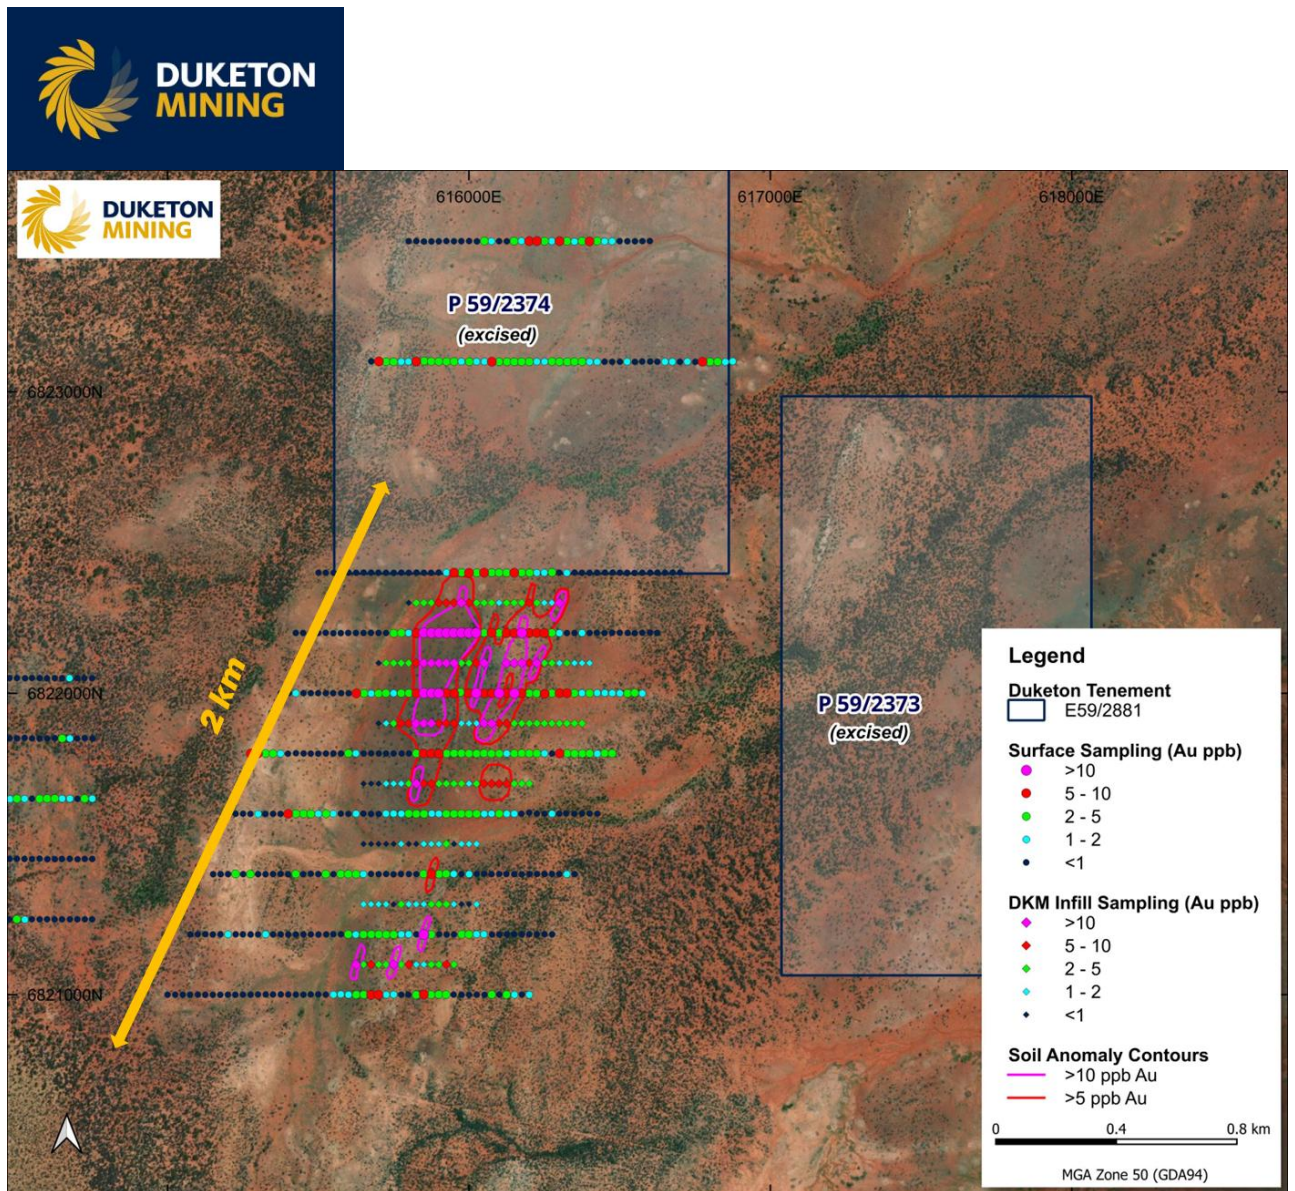 DUKETON
MINING
DUKETON
MINING
616000E
617000E
618000E
P 59/2374
(excised)
6823000N
2 km
6822000N
P 59/2373
(excised)
6821000N
Legend
Duketon Tenement
E59/2881
Surface Sampling (Au ppb)
>10
5 - 10
2 - 5
1 - 2
<1
DKM Infill Sampling (Au ppb)
>10
5 - 10
2 - 5
1 - 2
<1
Soil Anomaly Contours
>10 ppb Au
>5 ppb Au
0 0.4 0.8 km
MGA Zone 50 (GDA94)